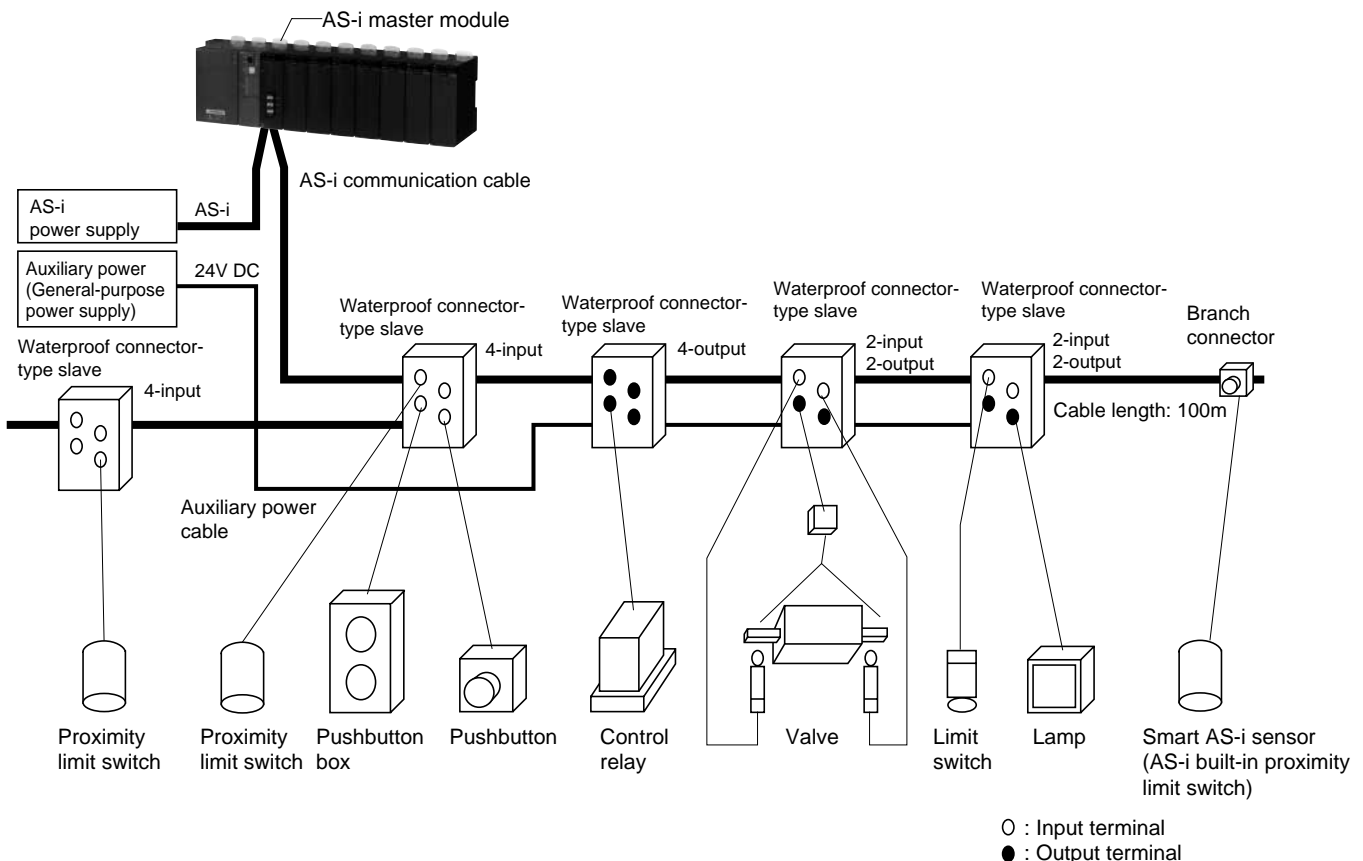 AS-i master module
AS-i communication cable
AS-i
power supply
AS-i
Auxiliary power
(General-purpose
power supply)
24V DC
Waterproof connector-
type slave
4-input
Waterproof connector-
type slave
4-input
Waterproof connector-
type slave
4-output
Waterproof connector-
type slave
2-input
2-output
Waterproof connector-
type slave
2-input
2-output
Branch
connector
Cable length: 100m
Auxiliary power
cable
Proximity
limit switch
Proximity
limit switch
Pushbutton
box
Pushbutton
Control
relay
Valve
Limit
switch
Lamp
Smart AS-i sensor
(AS-i built-in proximity
limit switch)
: Input terminal
: Output terminal